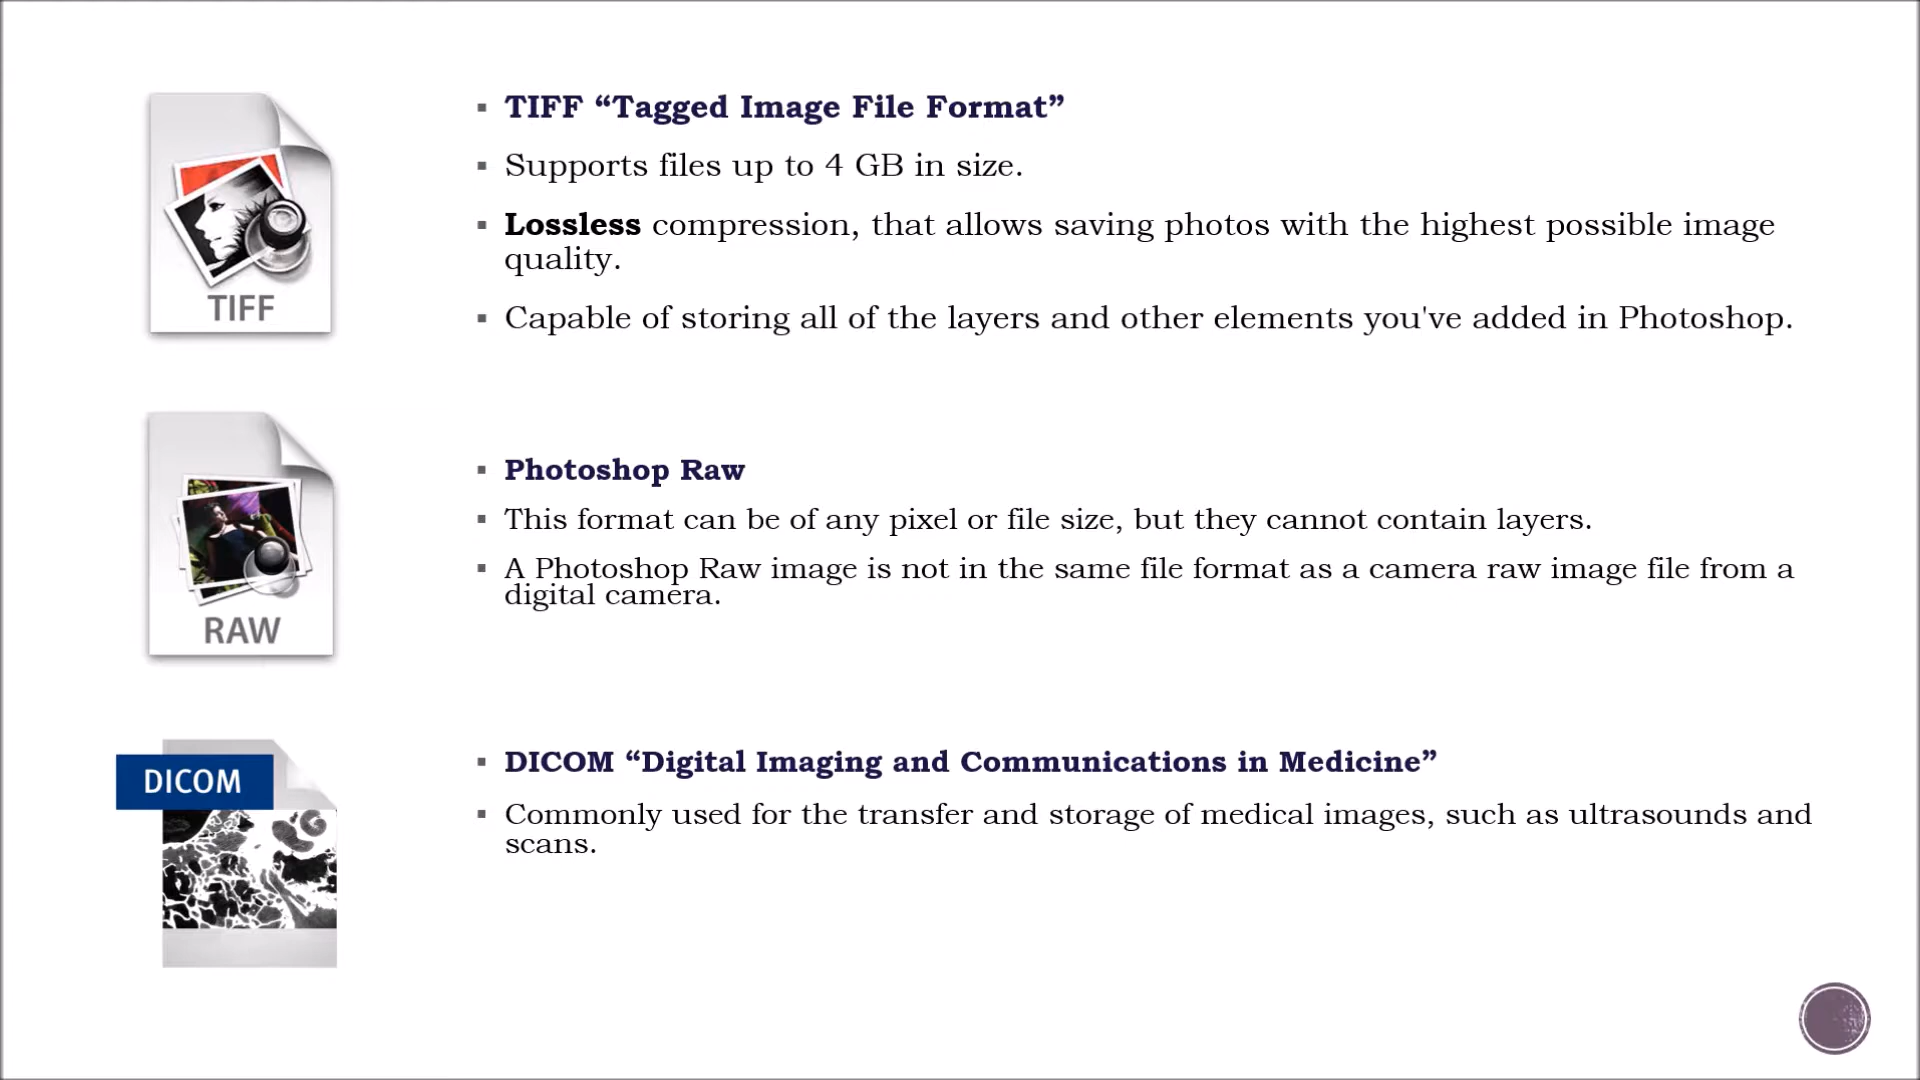 TIFF
▪ TIFF “Tagged Image File Format”
▪ Supports files up to 4 GB in size.
▪ Lossless compression, that allows saving photos with the highest possible image
quality.
▪ Capable of storing all of the layers and other elements you've added in Photoshop.
RAW
▪ Photoshop Raw
▪ This format can be of any pixel or file size, but they cannot contain layers.
▪ A Photoshop Raw image is not in the same file format as a camera raw image file from a
digital camera.
DICOM
▪ DICOM “Digital Imaging and Communications in Medicine”
▪ Commonly used for the transfer and storage of medical images, such as ultrasounds and
scans.